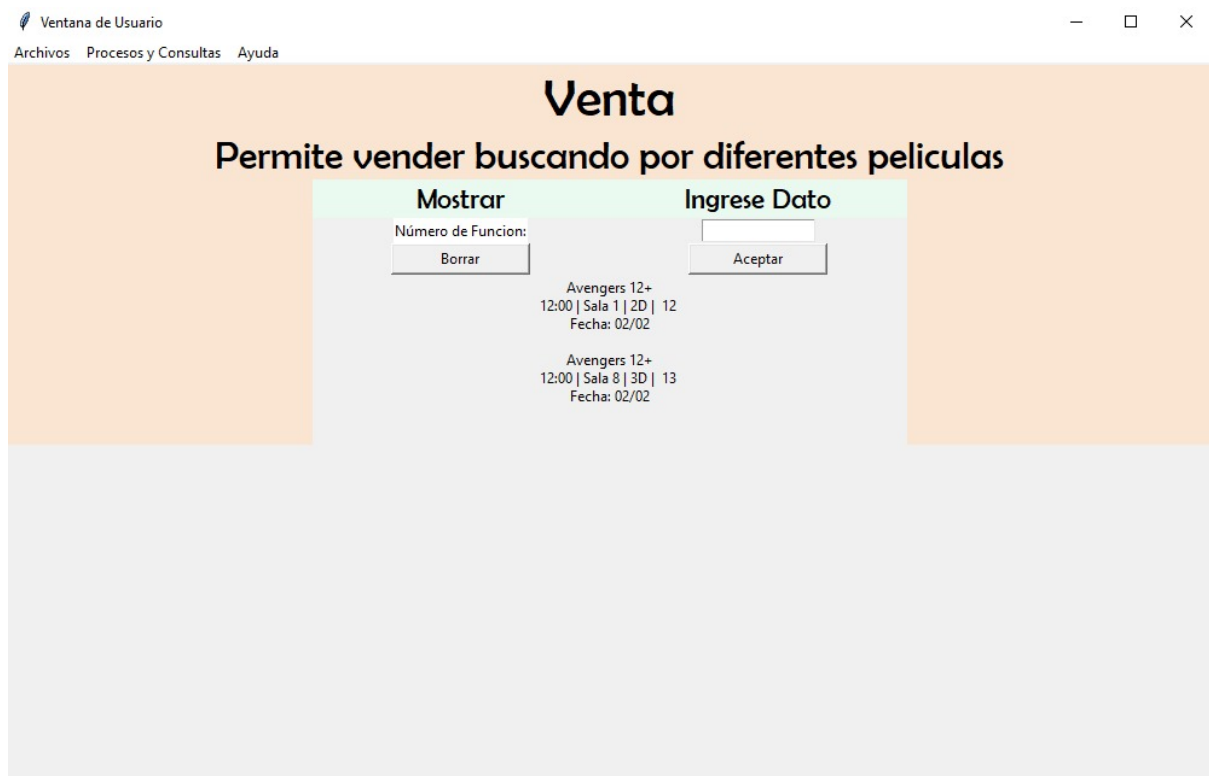 Ventana de Usuario
Archivos Procesos y Consultas Ayuda
Venta
Permite vender buscando por diferentes peliculas
Mostrar Ingrese Dato
Número de Funcion:
Borrar Aceptar
Avengers 12+
12:00 | Sala 1 | 2D | 12
Fecha: 02/02
Avengers 12+
12:00 | Sala 8 | 3D | 13
Fecha: 02/02